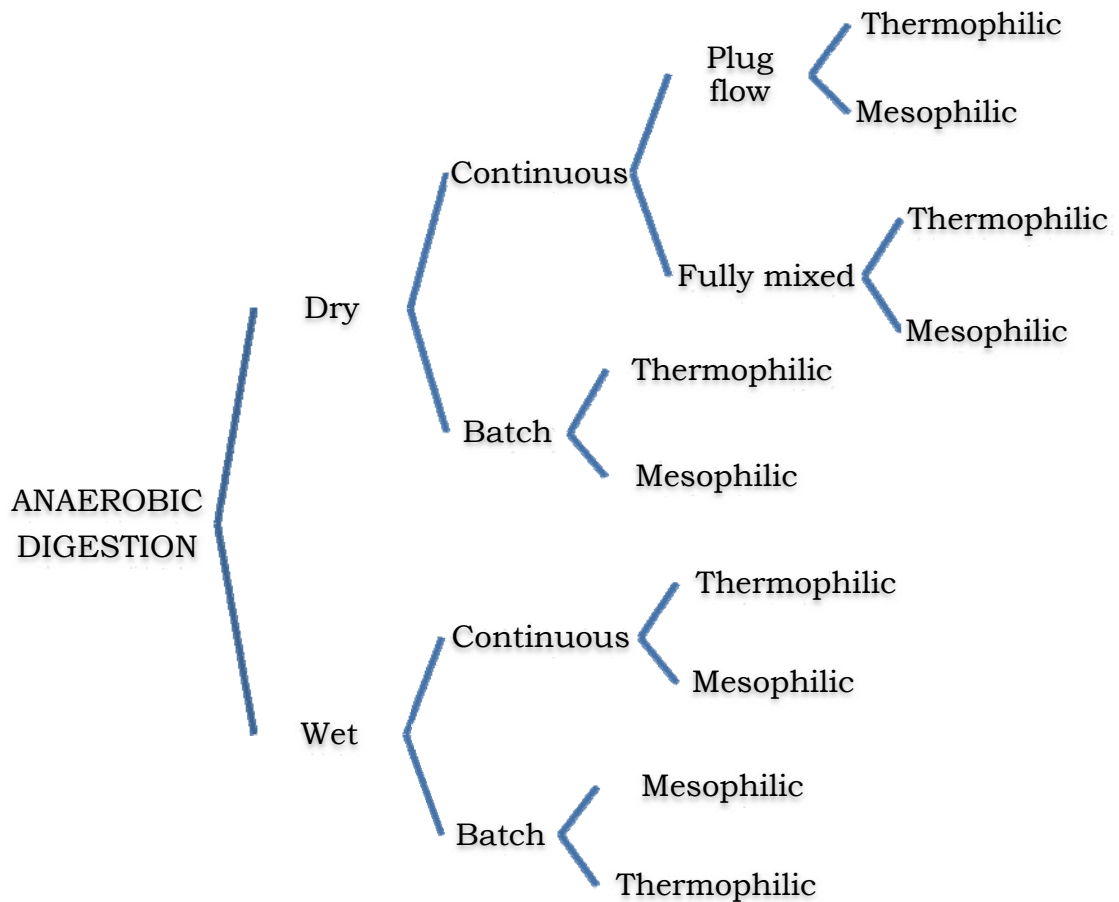 Thermophilic
Plug
flow
Mesophilic
Continuous
Thermophilic
Fully mixed
Mesophilic
Dry
Thermophilic
Batch
Mesophilic
ANAEROBIC
DIGESTION
Thermophilic
Continuous
Mesophilic
Wet
Mesophilic
Batch
Thermophilic